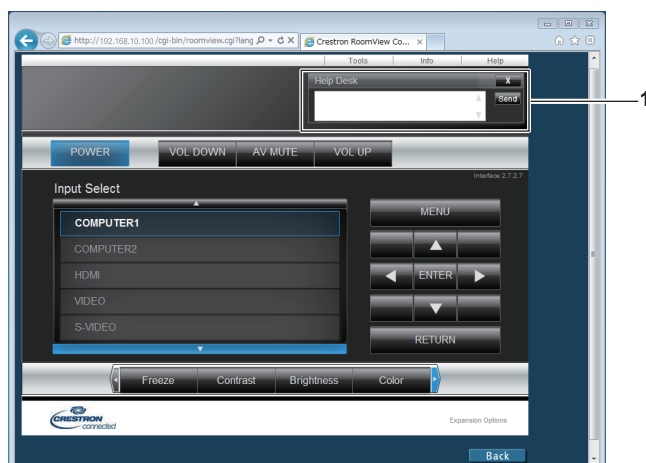 http://192.168.10.100/cgi-bin/roomview.cgi?lang
Crestron RoomView Co... ×
Tools Info Help
Help Desk X
Send
1
POWER VOL DOWN AV MUTE VOL UP
Interface 2.7.2.7
Input Select
MENU
COMPUTER1
COMPUTER2
HDMI
ENTER
VIDEO
S-VIDEO
RETURN
Freeze Contrast Brightness Color
CRESTRON
connected
Expansion Options
Back